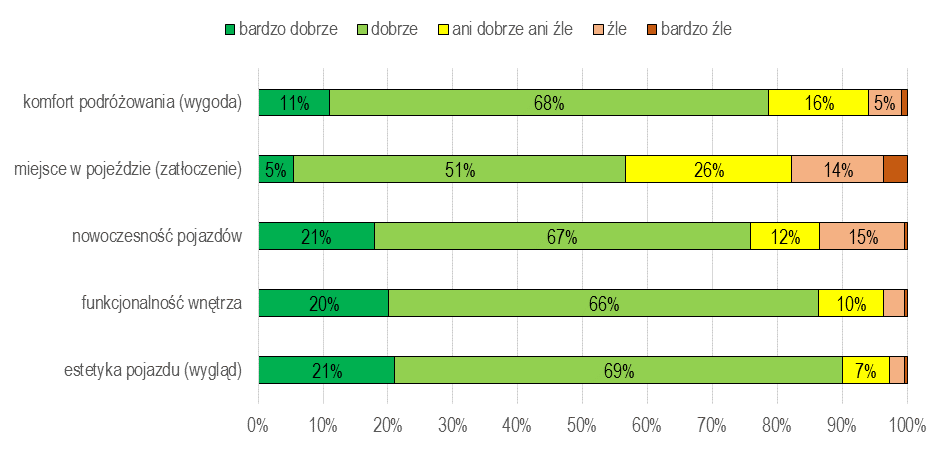 bardzo dobrze dobrze ani dobrze ani źle źle bardzo źle
komfort podróżowania (wygoda) 11% 68% 16% 5%
miejsce w pojeździe (zatłoczenie) 5% 51% 26% 14%
nowoczesność pojazdów 21% 67% 12% 15%
funkcjonalność wnętrza 20% 66% 10%
estetyka pojazdu (wygląd) 21% 69% 7%
0% 10% 20% 30% 40% 50% 60% 70% 80% 90% 100%